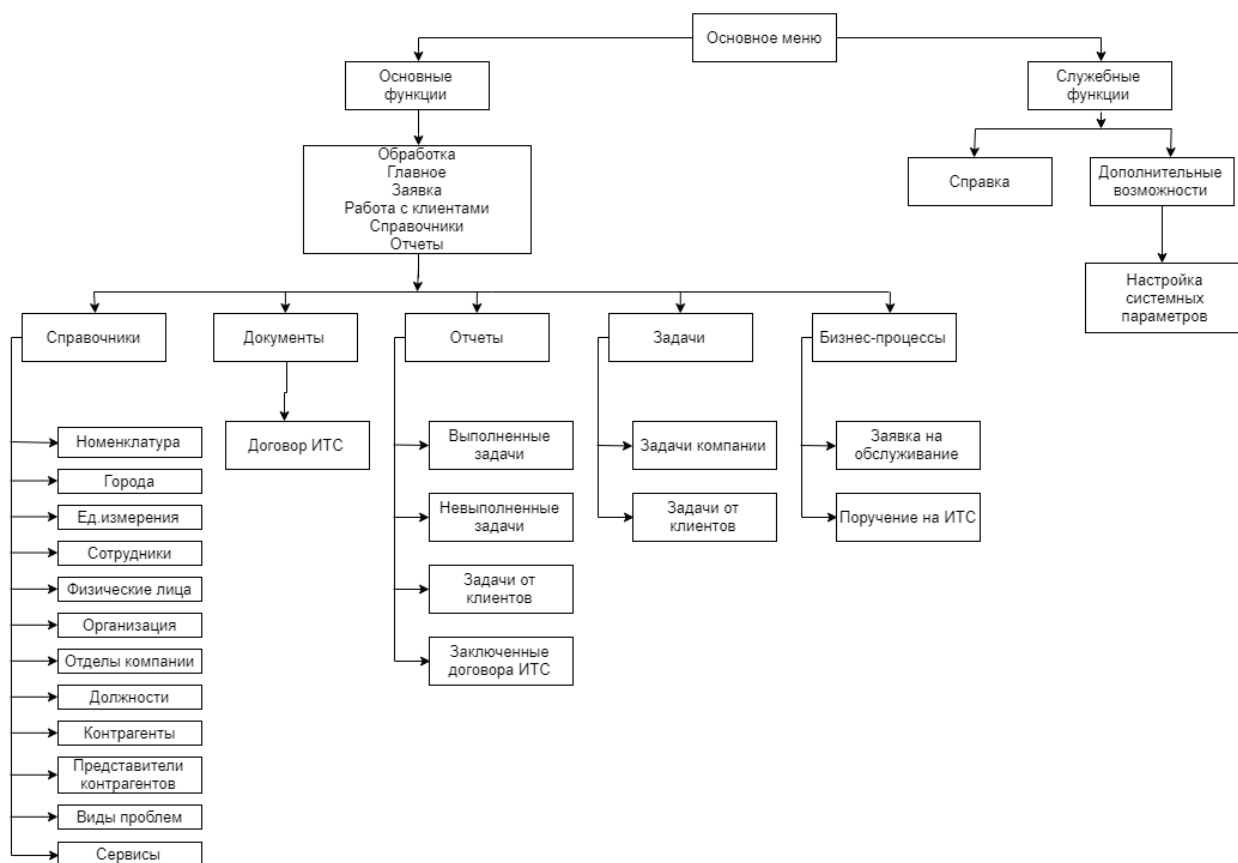 Основное меню
Основные
функции
Служебные
функции
Обработка
Главное
Заявка
Работа с клиентами
Справочники
Отчеты
Справка
Дополнительные
возможности
Настройка
системных
параметров
Справочники
Документы
Отчеты
Задачи
Бизнес-процессы
Номенклатура
Города
Ед.измерения
Сотрудники
Физические лица
Организация
Отделы компании
Должности
Контрагенты
Представители
контрагентов
Виды проблем
Сервисы
Договор ИТС
Выполненные
задачи
Невыполненные
задачи
Задачи от
клиентов
Заключенные
договора ИТС
Задачи компании
Задачи от
клиентов
Заявка на
обслуживание
Поручение на ИТС